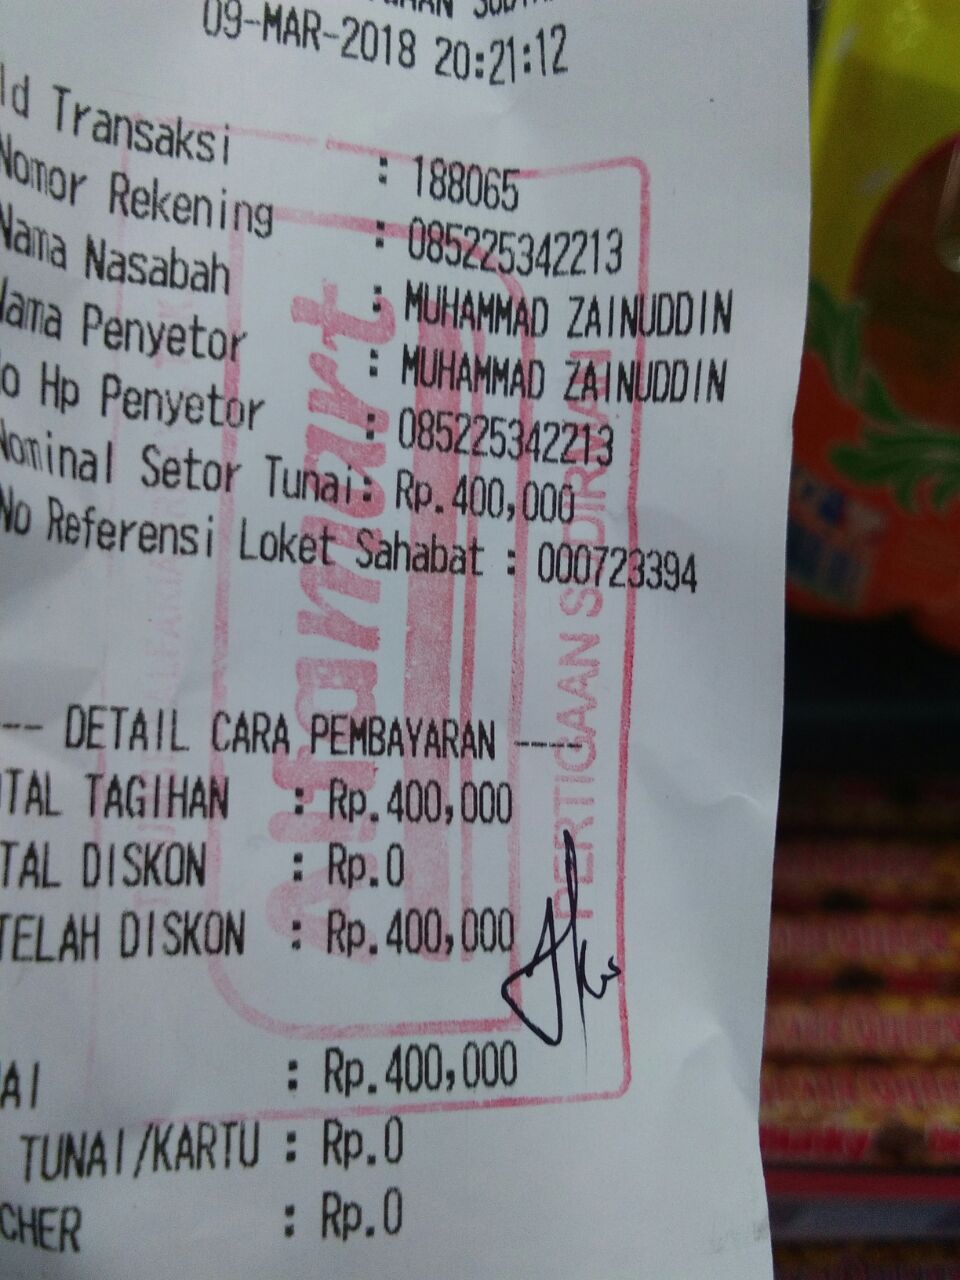 09-MAR-2018 20:21:12
Id Transaksi : 188065
Nomor Rekening : 085225342213
Nama Nasabah : MUHAMMAD ZAINUDDIN
Nama Penyetor : MUHAMMAD ZAINUDDIN
No Hp Penyetor : 085225342213
Nominal Setor Tunai: Rp.400,000
No Referensi Loket Sahabat : 000723394
--- DETAIL CARA PEMBAYARAN ----
TAL TAGIHAN : Rp.400,000
TAL DISKON : Rp.0
TELAH DISKON : Rp.400,000
AI : Rp.400,000
TUNAI/KARTU : Rp.0
CHER : Rp.0
Alfamart
PERTIGAAN SUDIRMAN